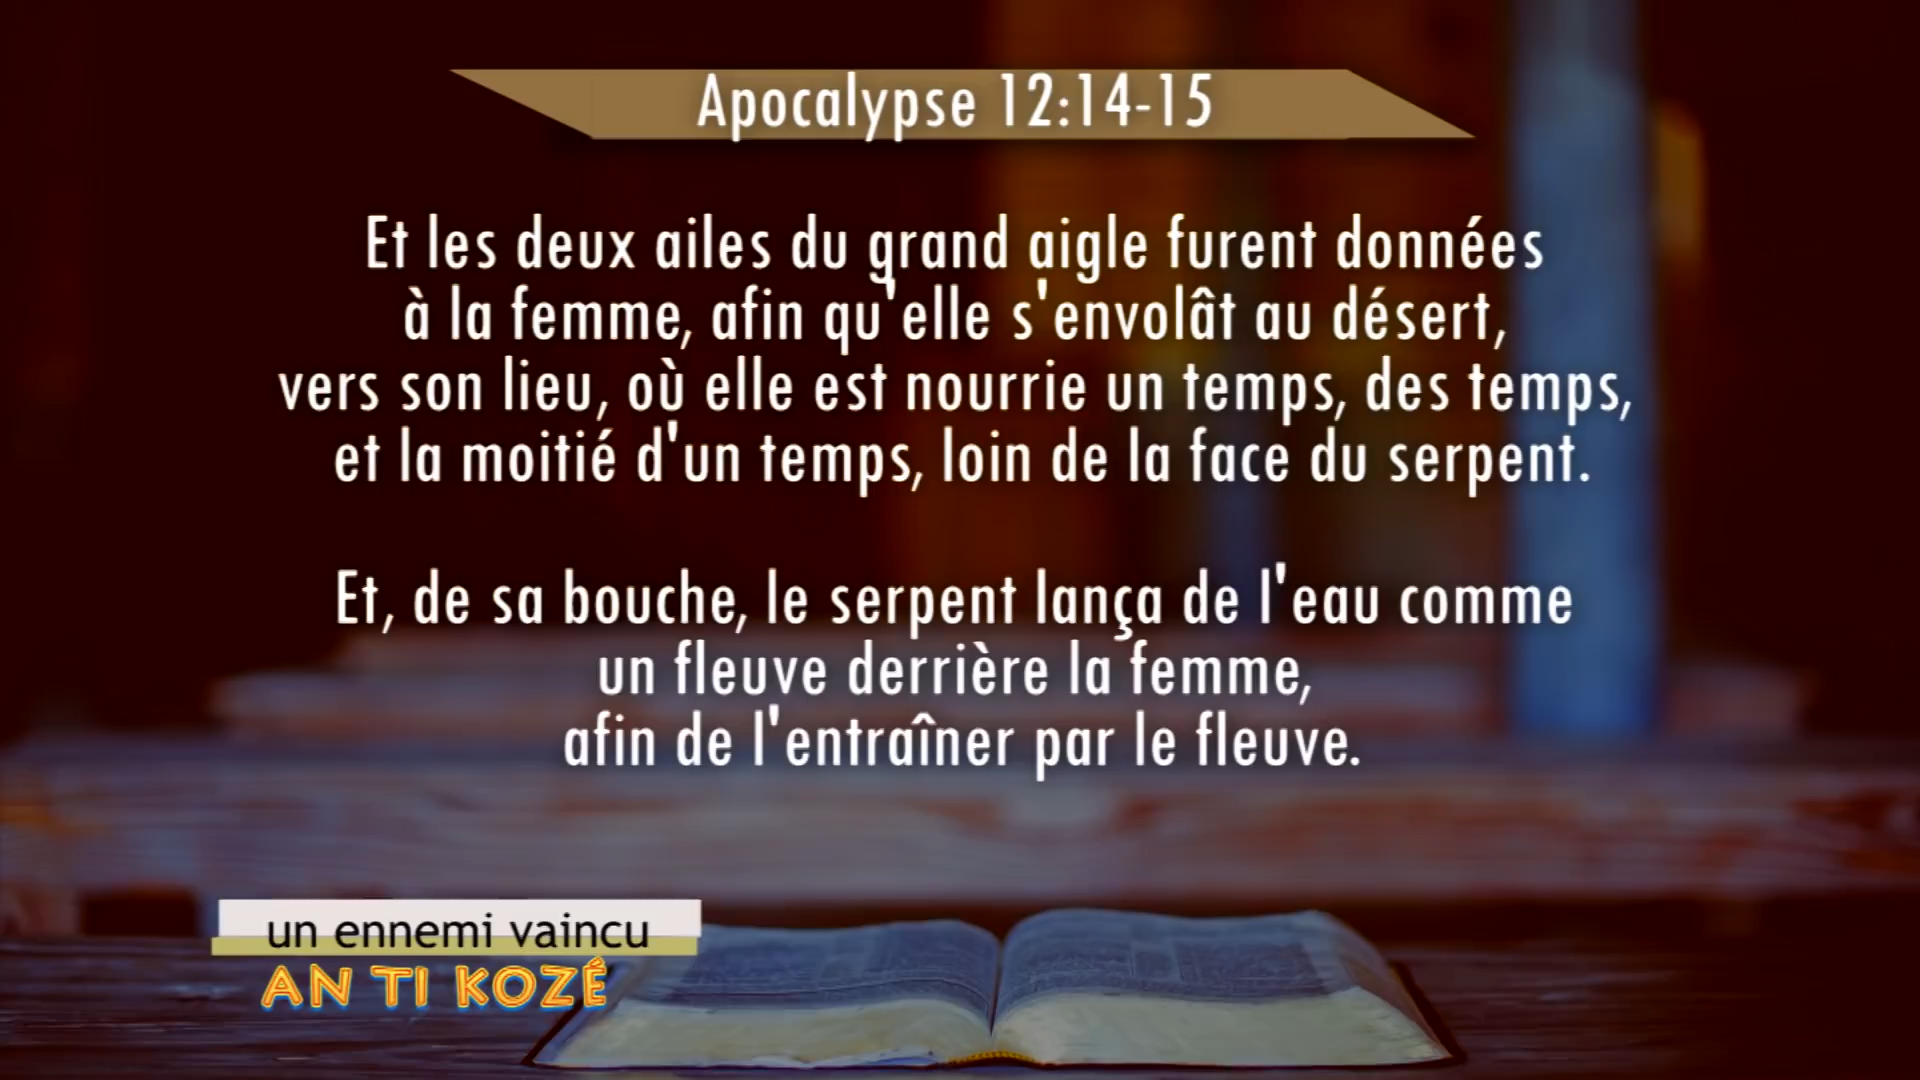 Apocalypse 12:14-15
Et les deux ailes du grand aigle furent données
à la femme, afin qu'elle s'envolât au désert,
vers son lieu, où elle est nourrie un temps, des temps,
et la moitié d'un temps, loin de la face du serpent.
Et, de sa bouche, le serpent lança de l'eau comme
un fleuve derrière la femme,
afin de l'entraîner par le fleuve.
un ennemi vaincu
AN TI KOZÉ